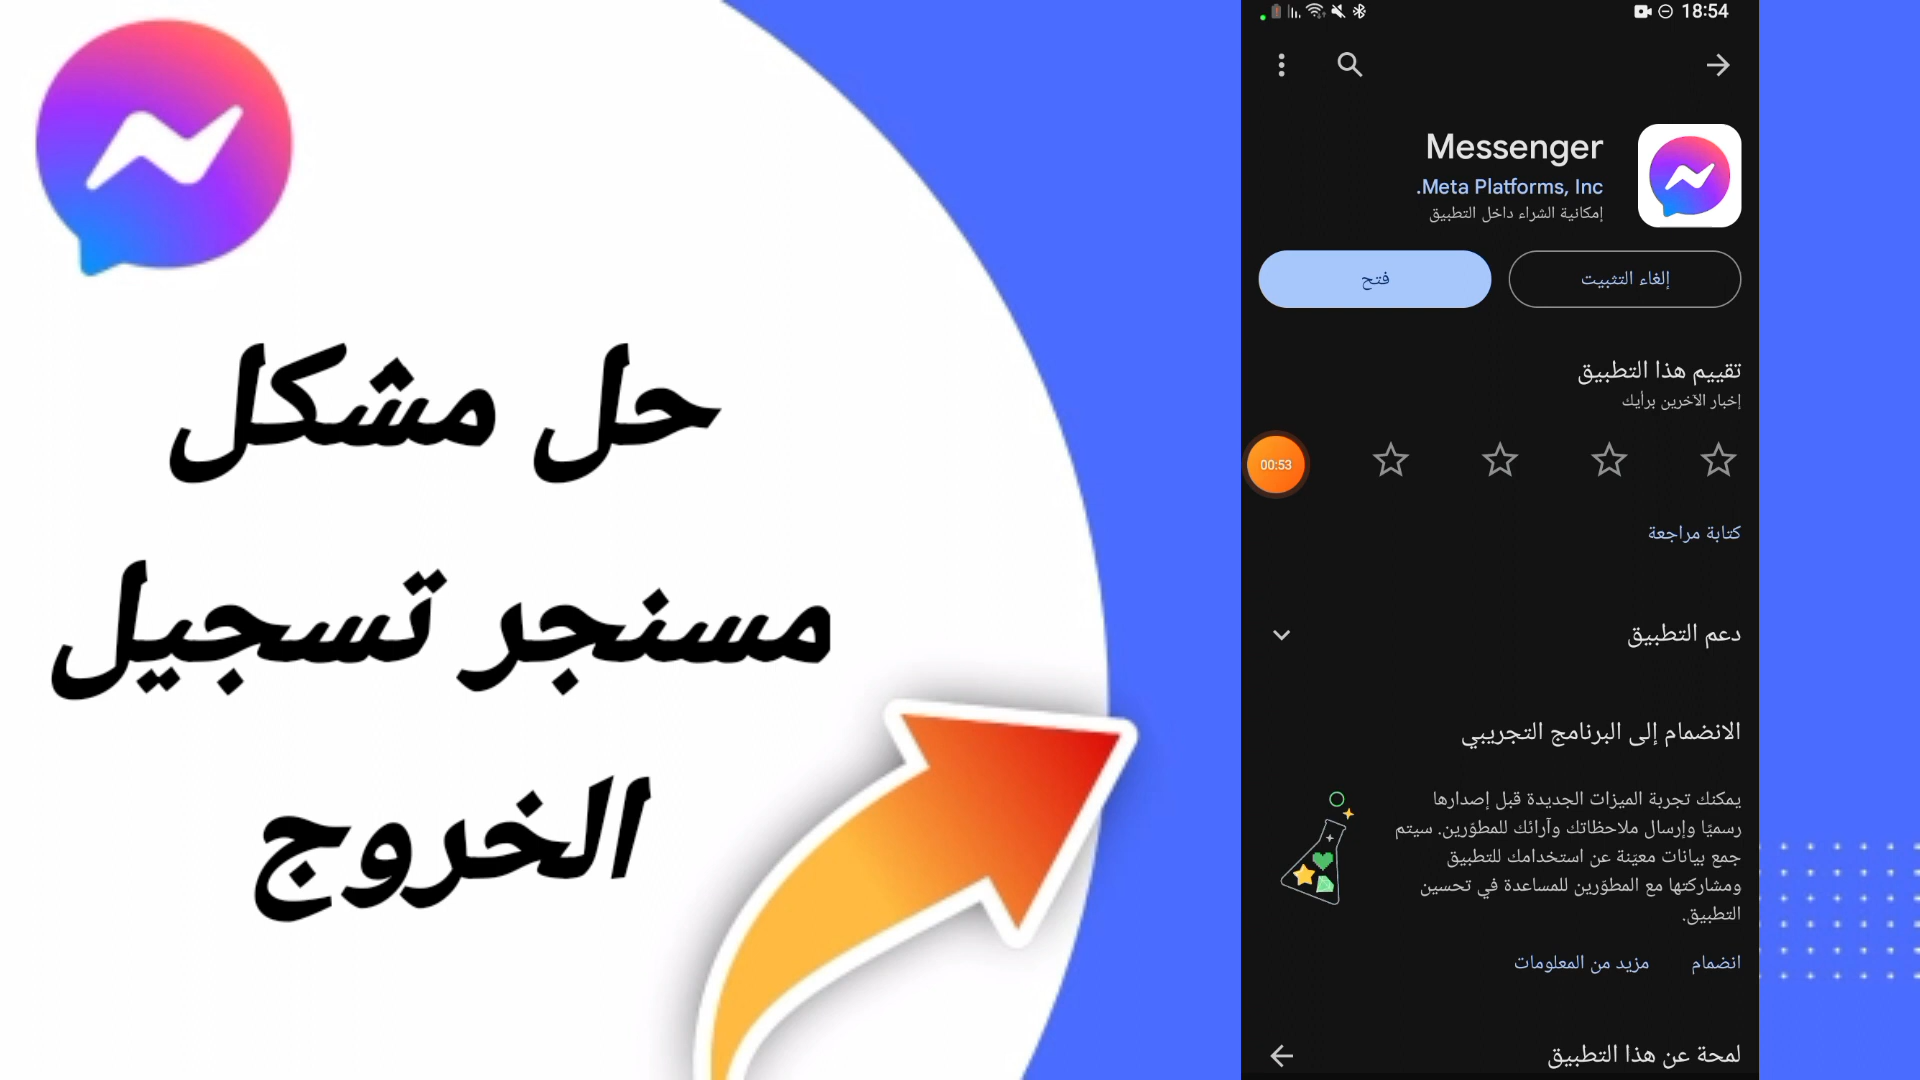 حل مشكل
مسنجر تسجيل
الخروج
18:54
Messenger
Meta Platforms, Inc.
إمكانية الشراء داخل التطبيق
إلغاء التثبيت
فتح
تقييم هذا التطبيق
إخبار الآخرين برأيك
00:53
كتابة مراجعة
دعم التطبيق
الانضمام إلى البرنامج التجريبي
يمكنك تجربة الميزات الجديدة قبل إصدارها
رسميًا وإرسال ملاحظاتك وآرائك للمطوّرين. سيتم
جمع بيانات معيّنة عن استخدامك للتطبيق
ومشاركتها مع المطوّرين للمساعدة في تحسين
التطبيق.
انضمام
مزيد من المعلومات
لمحة عن هذا التطبيق